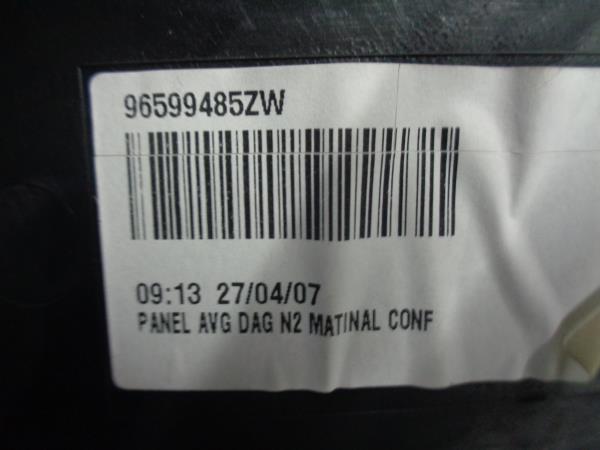 96599485ZW
09:13 27/04/07
PANEL AVG DAG N2 MATINAL CONF